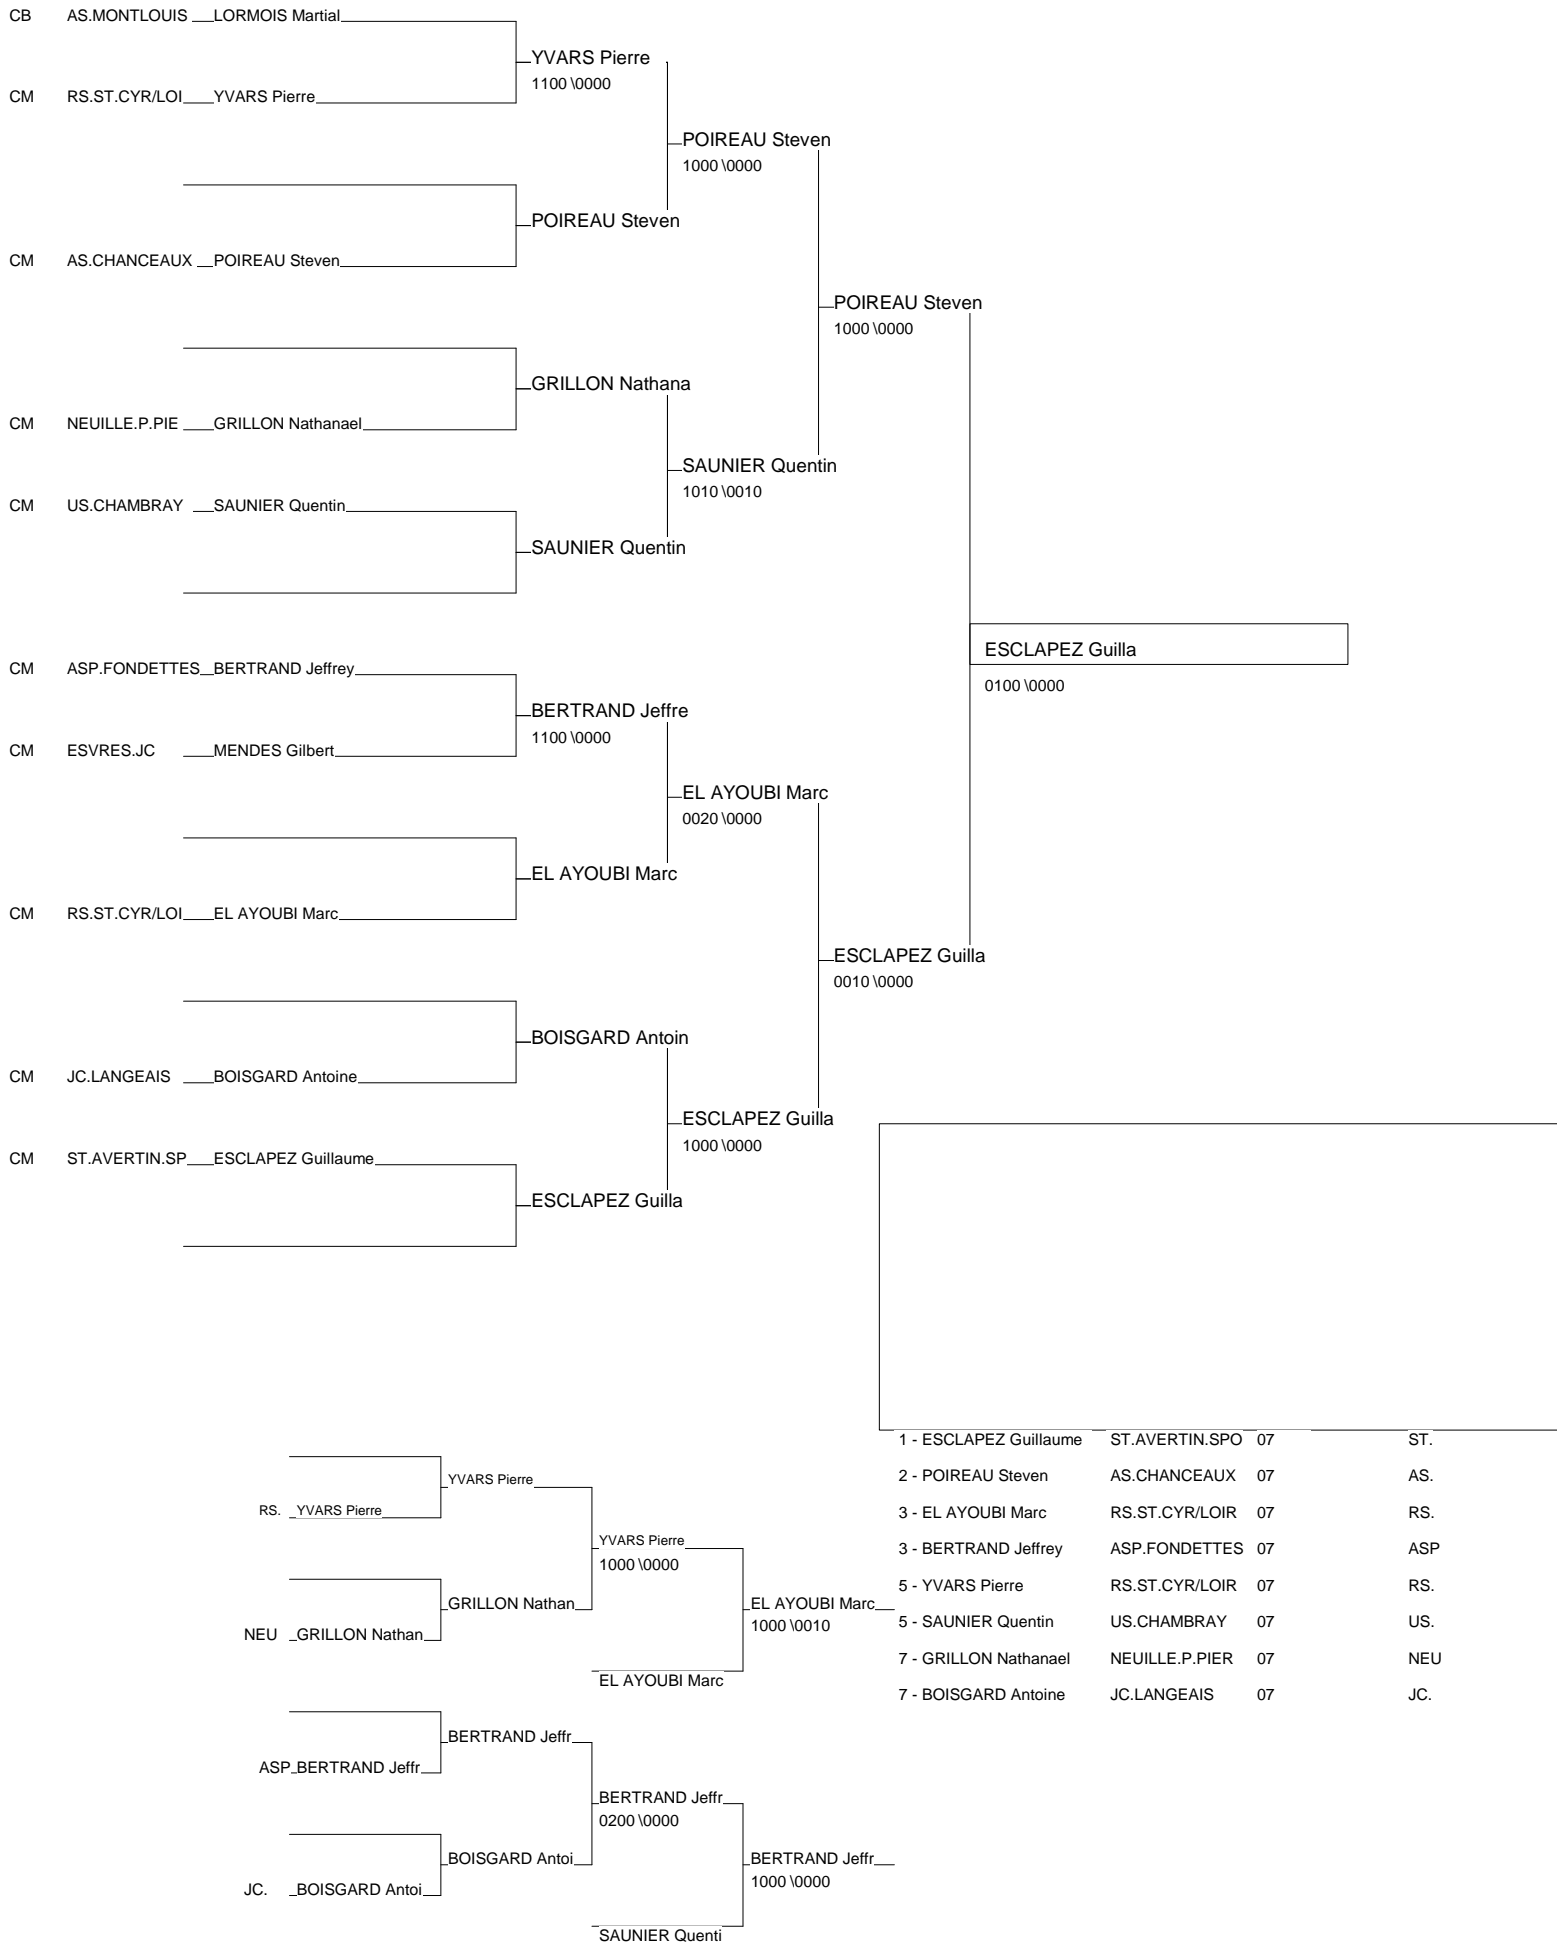 CB AS.MONTLOUIS LORMOIS Martial
YVARS Pierre
1100 \0000
CM RS.ST.CYR/LOI YVARS Pierre
POIREAU Steven
1000 \0000
POIREAU Steven
CM AS.CHANCEAUX POIREAU Steven
POIREAU Steven
1000 \0000
GRILLON Nathana
CM NEUILLE.P.PIE GRILLON Nathanael
SAUNIER Quentin
1010 \0010
CM US.CHAMBRAY SAUNIER Quentin
SAUNIER Quentin
ESCLAPEZ Guilla
0100 \0000
CM ASP.FONDETTES BERTRAND Jeffrey
BERTRAND Jeffre
1100 \0000
CM ESVRES.JC MENDES Gilbert
EL AYOUBI Marc
0020 \0000
EL AYOUBI Marc
CM RS.ST.CYR/LOI EL AYOUBI Marc
ESCLAPEZ Guilla
0010 \0000
BOISGARD Antoin
CM JC.LANGEAIS BOISGARD Antoine
ESCLAPEZ Guilla
1000 \0000
CM ST.AVERTIN.SP ESCLAPEZ Guillaume
ESCLAPEZ Guilla
1 - ESCLAPEZ Guillaume ST.AVERTIN.SPO 07 ST.
2 - POIREAU Steven AS.CHANCEAUX 07 AS.
3 - EL AYOUBI Marc RS.ST.CYR/LOIR 07 RS.
3 - BERTRAND Jeffrey ASP.FONDETTES 07 ASP
5 - YVARS Pierre RS.ST.CYR/LOIR 07 RS.
5 - SAUNIER Quentin US.CHAMBRAY 07 US.
7 - GRILLON Nathanael NEUILLE.P.PIER 07 NEU
7 - BOISGARD Antoine JC.LANGEAIS 07 JC.
YVARS Pierre
RS. YVARS Pierre
YVARS Pierre
1000 \0000
GRILLON Nathan
EL AYOUBI Marc
1000 \0010
NEU GRILLON Nathan
EL AYOUBI Marc
BERTRAND Jeffr
ASP BERTRAND Jeffr
BERTRAND Jeffr
0200 \0000
BOISGARD Antoi
BERTRAND Jeffr
1000 \0000
JC. BOISGARD Antoi
SAUNIER Quenti